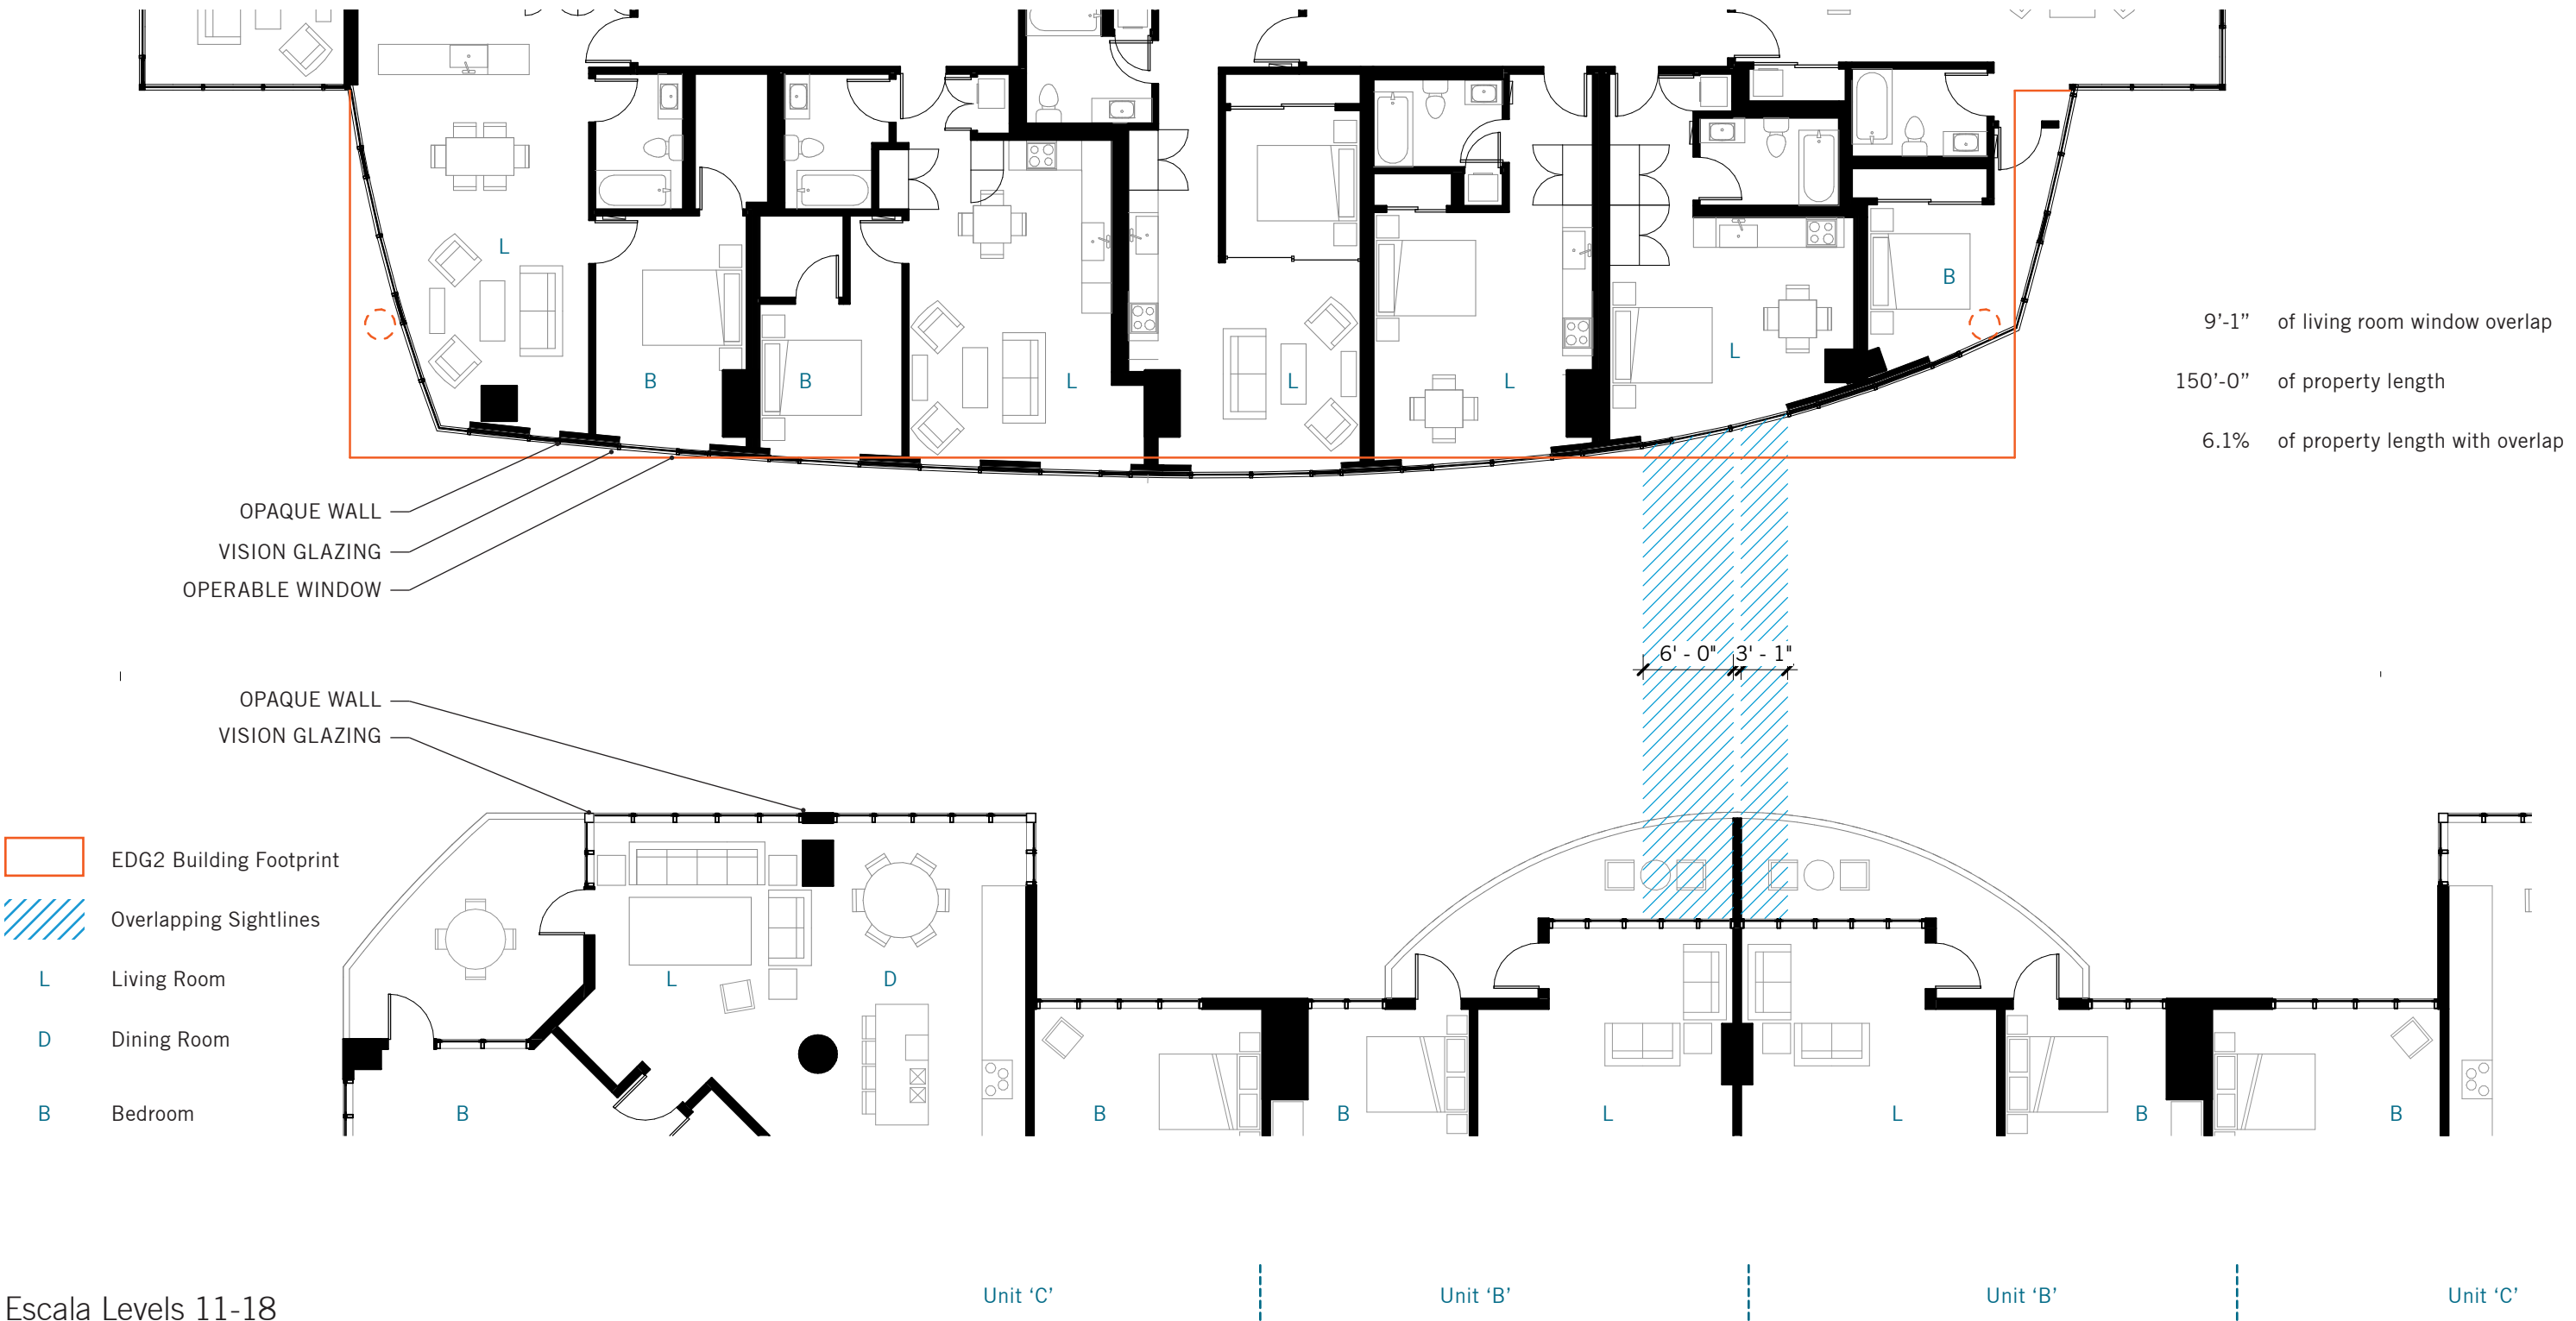 L
B
B
B
L
L
L
L
9’-1” of living room window overlap
150’-0” of property length
6.1% of property length with overlap
OPAQUE WALL
VISION GLAZING
OPERABLE WINDOW
6' - 0" 3' - 1"
OPAQUE WALL
VISION GLAZING
EDG2 Building Footprint
Overlapping Sightlines
L Living Room
D Dining Room
B Bedroom
L D
B B B L L B B
Unit ‘C’ Unit ‘B’ Unit ‘B’ Unit ‘C’
Escala Levels 11-18